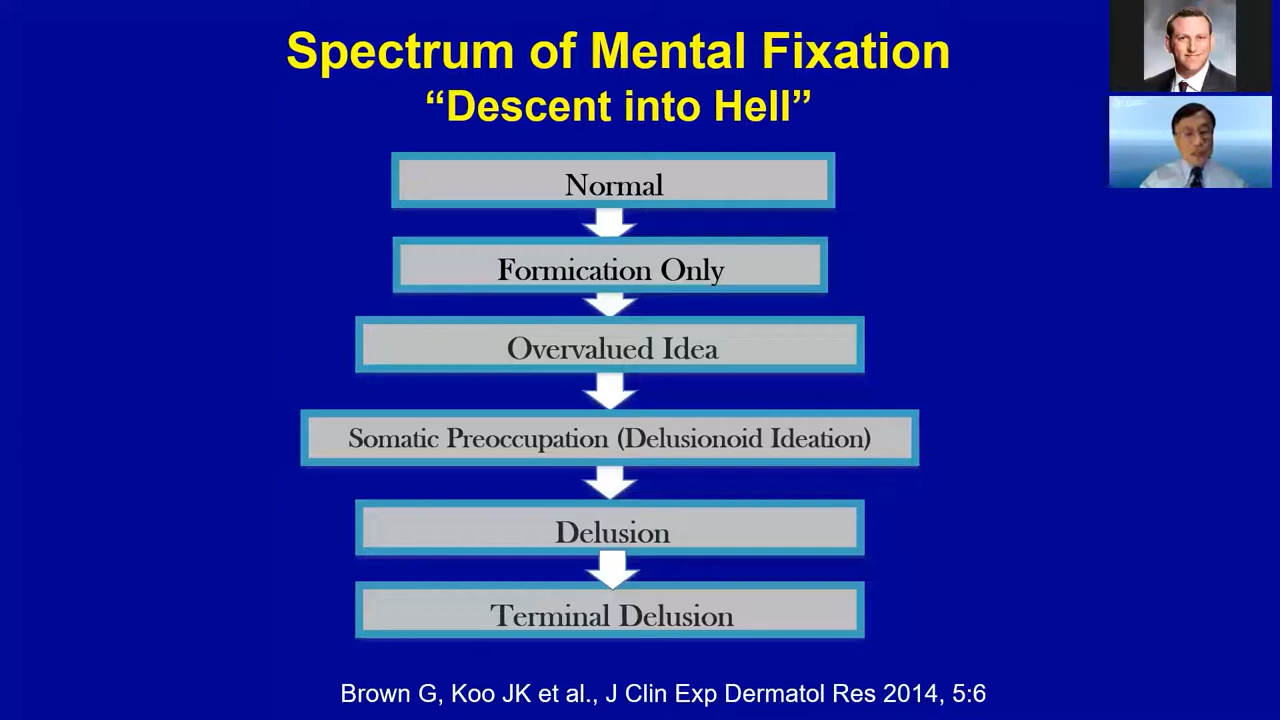 Spectrum of Mental Fixation
“Descent into Hell”
Normal
Formication Only
Overvalued Idea
Somatic Preoccupation (Delusionoid Ideation)
Delusion
Terminal Delusion
Brown G, Koo JK et al., J Clin Exp Dermatol Res 2014, 5:6